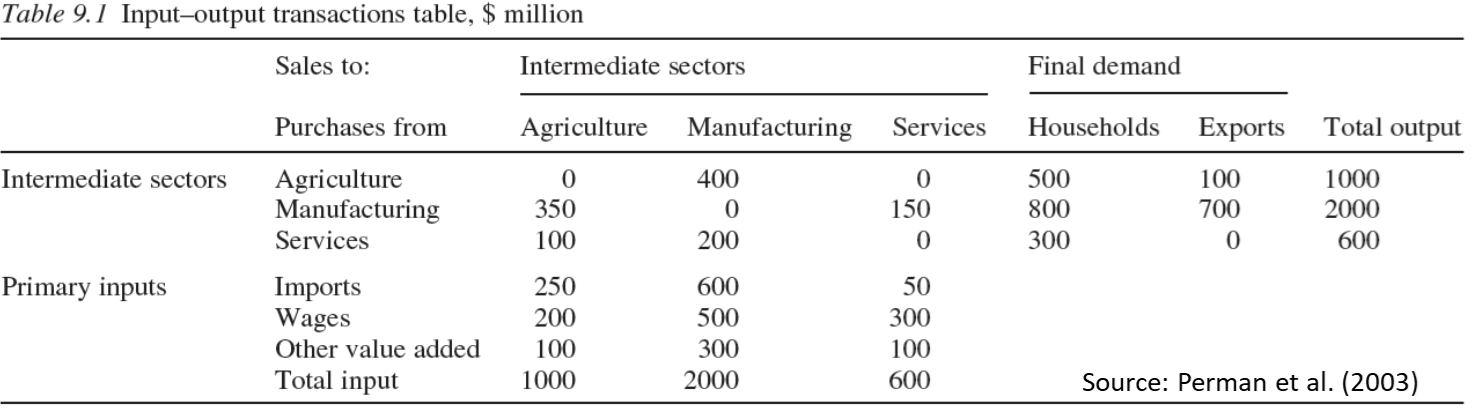 Table 9.1 Input–output transactions table, $ million
Sales to: Intermediate sectors Final demand
Purchases from Agriculture Manufacturing Services Households Exports Total output
Intermediate sectors Agriculture 0 400 0 500 100 1000
Manufacturing 350 0 150 800 700 2000
Services 100 200 0 300 0 600
Primary inputs Imports 250 600 50
Wages 200 500 300
Other value added 100 300 100
Total input 1000 2000 600 Source: Perman et al. (2003)